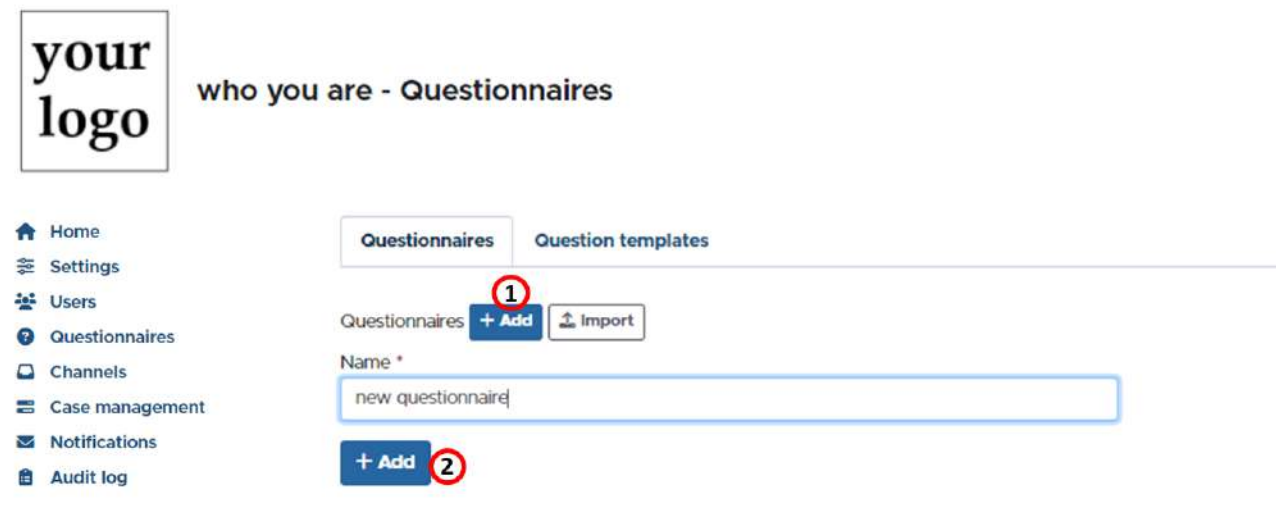 your
logo
who you are - Questionnaires
Home
Settings
Users
Questionnaires
Channels
Case management
Notifications
Audit log
Questionnaires Question templates
1
Questionnaires + Add Import
Name *
new questionnaire
+ Add 2